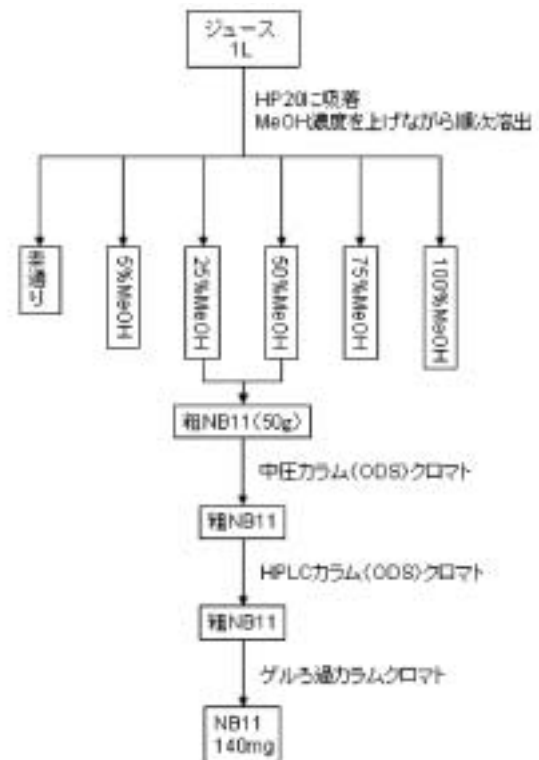 ジュース
1L
HP20に吸着
MeOH濃度を上げながら順次溶出
素通り
5%MeOH
25%MeOH
50%MeOH
75%MeOH
100%MeOH
粗NB11(50g)
中圧カラム(ODS)クロマト
粗NB11
HPLCカラム(ODS)クロマト
粗NB11
ゲルろ過カラムクロマト
NB11
140mg